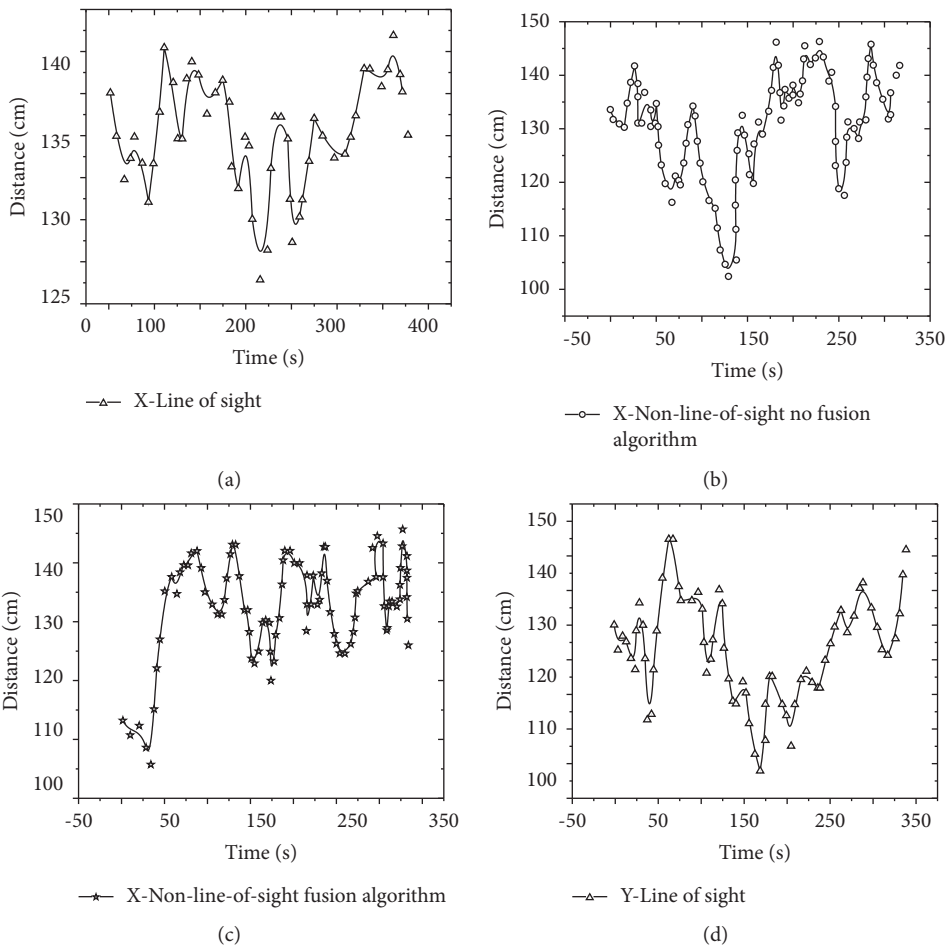 140
135
130
125
Distance (cm)
0 100 200 300 400
Time (s)
X-Line of sight
(a)
150
140
130
120
110
100
Distance (cm)
-50 50 150 250 350
Time (s)
X-Non-line-of-sight no fusion
algorithm
(b)
150
140
130
120
110
100
Distance (cm)
-50 50 150 250 350
Time (s)
X-Non-line-of-sight fusion algorithm
(c)
150
140
130
120
110
100
Distance (cm)
-50 50 150 250 350
Time (s)
Y-Line of sight
(d)